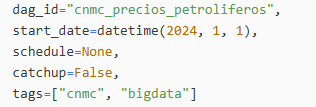 dag_id="cnmc_precios_petroliferos",
start_date=datetime(2024, 1, 1),
schedule=None,
catchup=False,
tags=["cnmc", "bigdata"]